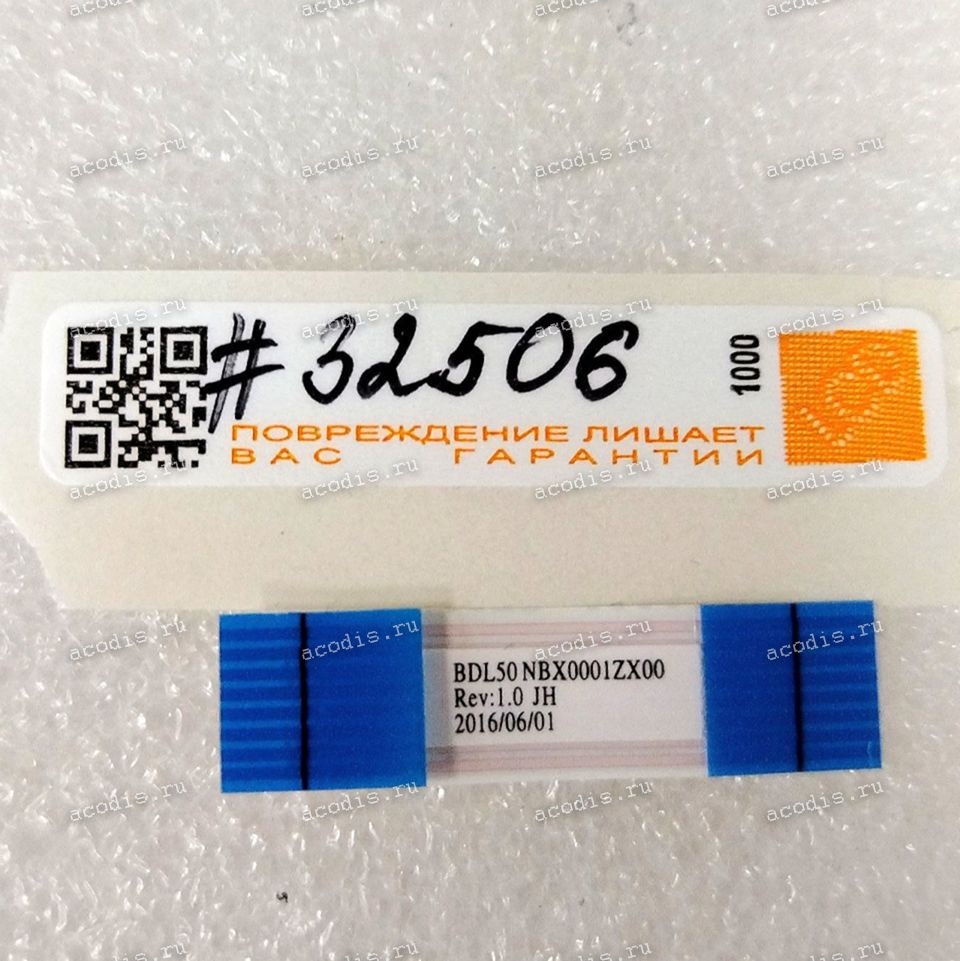 # 32506
1000
ПОВРЕЖДЕНИЕ ЛИШАЕТ
ВАС ГАРАНТИИ
BDL50 NBX0001ZX00
Rev:1.0 JH
2016/06/01
acodis.ru